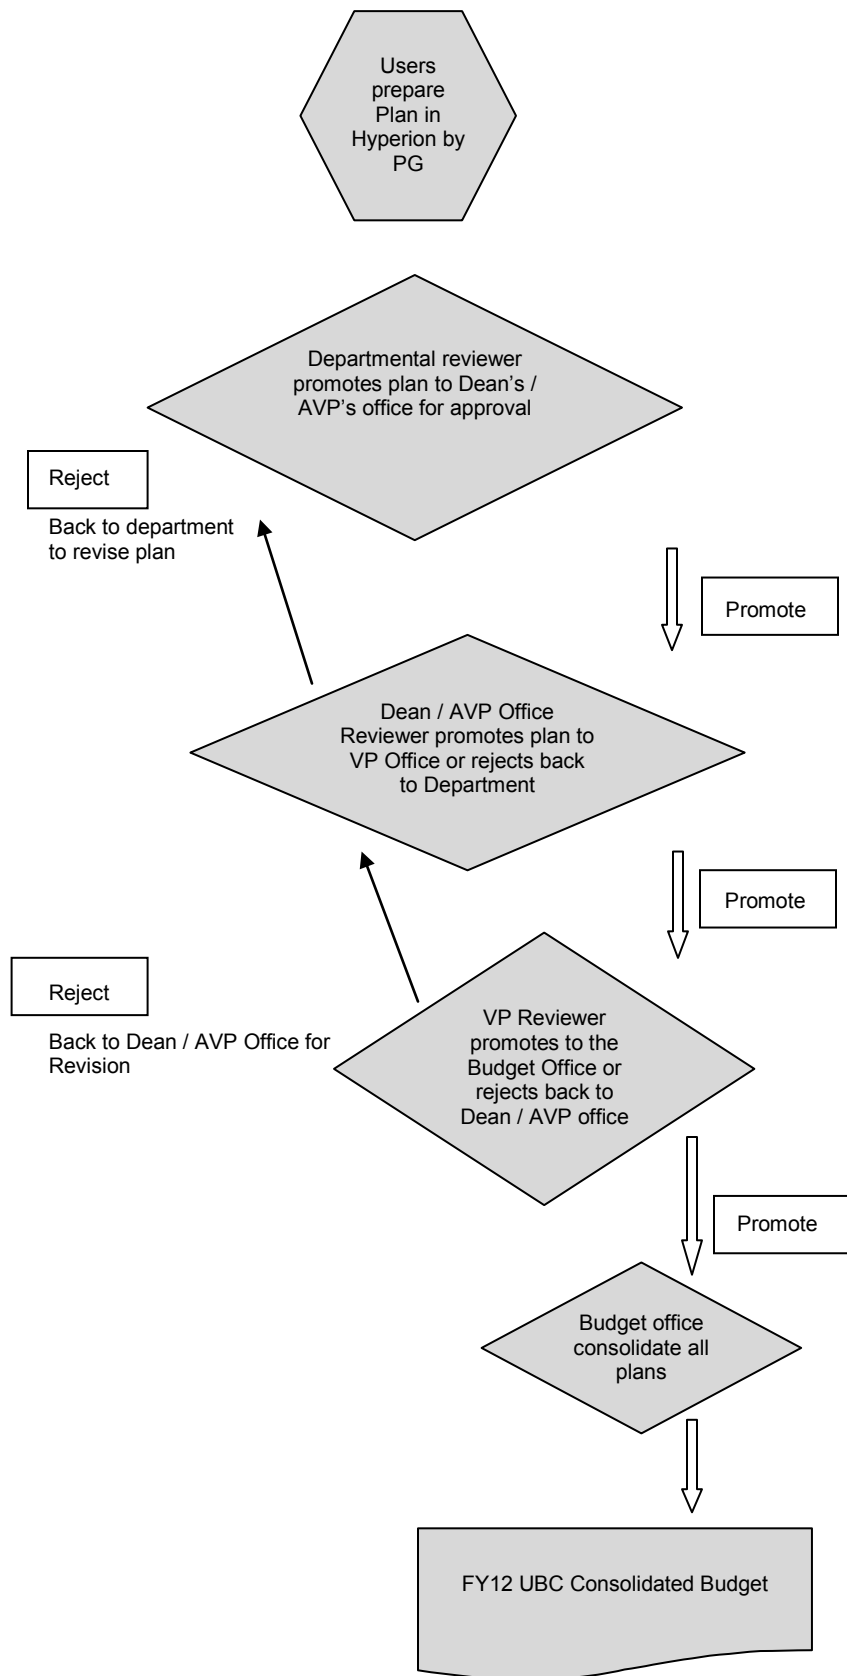 Users
prepare
Plan in
Hyperion by
PG
Departmental reviewer
promotes plan to Dean's /
AVP's office for approval
Reject
Back to department
to revise plan
Promote
Dean / AVP Office
Reviewer promotes plan to
VP Office or rejects back
to Department
Promote
Reject
Back to Dean / AVP Office for
Revision
VP Reviewer
promotes to the
Budget Office or
rejects back to
Dean / AVP office
Promote
Budget office
consolidate all
plans
FY12 UBC Consolidated Budget